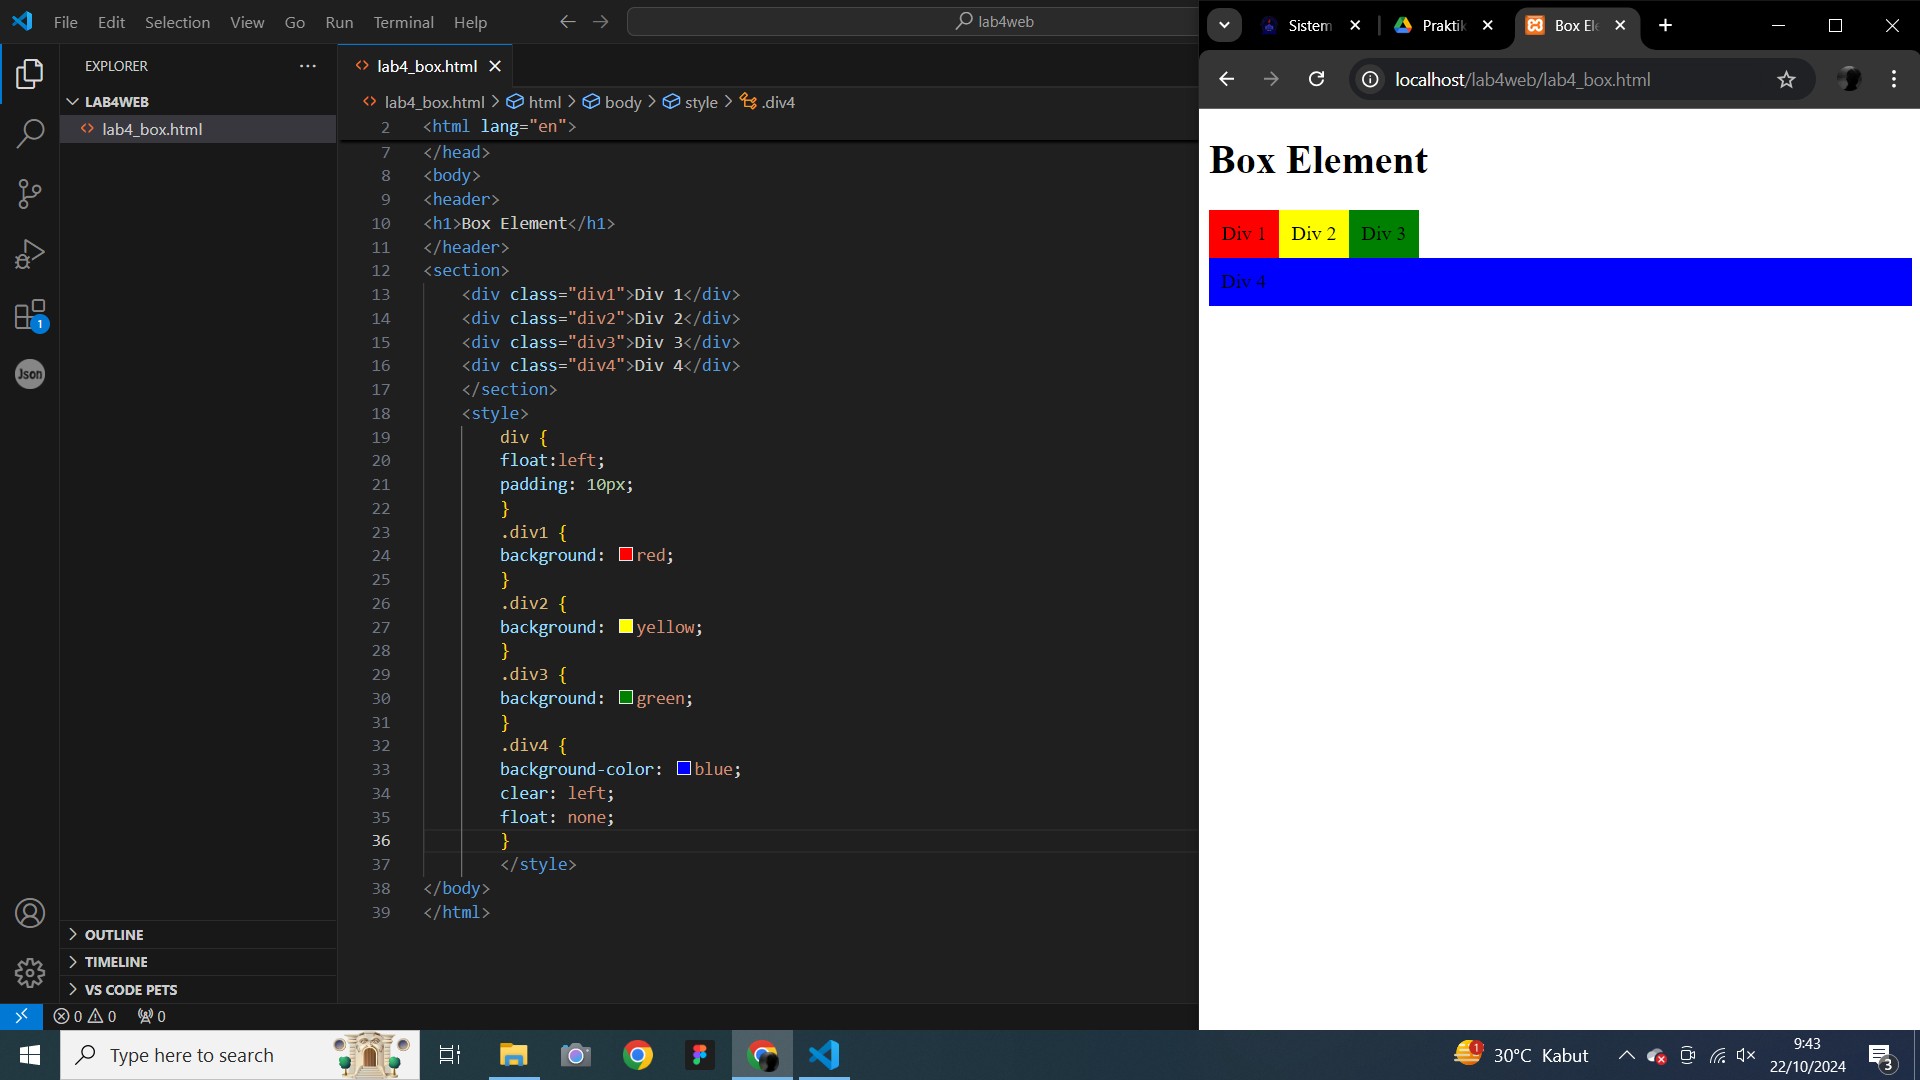 File Edit Selection View Go Run Terminal Help
lab4web
EXPLORER
LAB4WEB
lab4_box.html
1
Json
OUTLINE
TIMELINE
VS CODE PETS
lab4_box.html
lab4_box.html > html > body > style > .div4
2 <html lang="en">
7 </head>
8 <body>
9 <header>
10 <h1>Box Element</h1>
11 </header>
12 <section>
13 <div class="div1">Div 1</div>
14 <div class="div2">Div 2</div>
15 <div class="div3">Div 3</div>
16 <div class="div4">Div 4</div>
17 </section>
18 <style>
19 div {
20 float:left;
21 padding: 10px;
22 }
23 .div1 {
24 background: red;
25 }
26 .div2 {
27 background: yellow;
28 }
29 .div3 {
30 background: green;
31 }
32 .div4 {
33 background-color: blue;
34 clear: left;
35 float: none;
36 }
37 </style>
38 </body>
39 </html>
0 0 0
Sistem
Praktik
Box Ele
localhost/lab4web/lab4_box.html
Box Element
Div 1 Div 2 Div 3
Div 4
Type here to search
1
30°C Kabut
9:43
22/10/2024
3